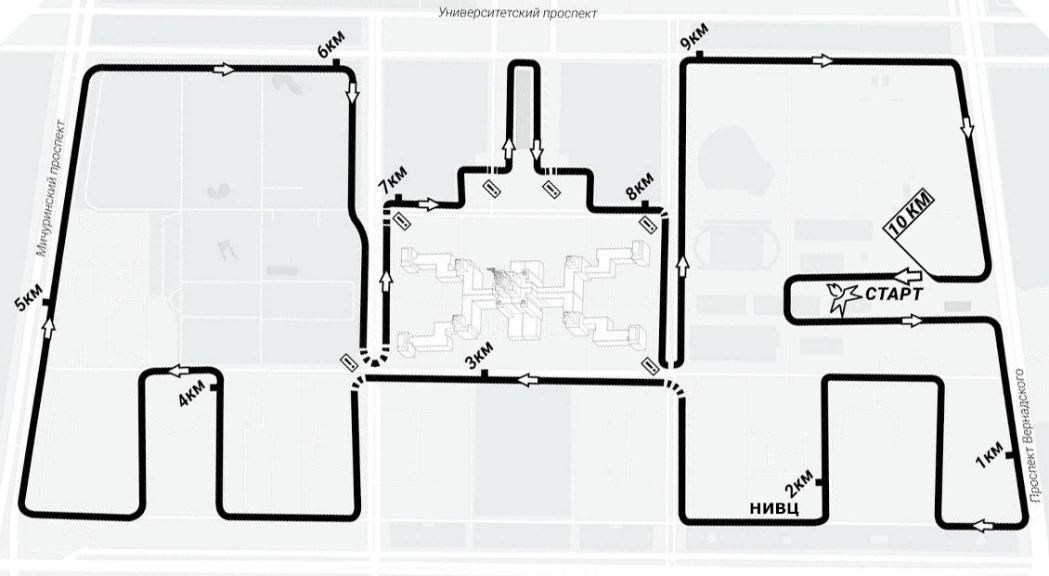 Университетский проспект
6км
9км
Мичуринский проспект
7км
8км
10 КМ
5км
СТАРТ
3км
4км
1км
Проспект Вернадского
2км
НИВЦ